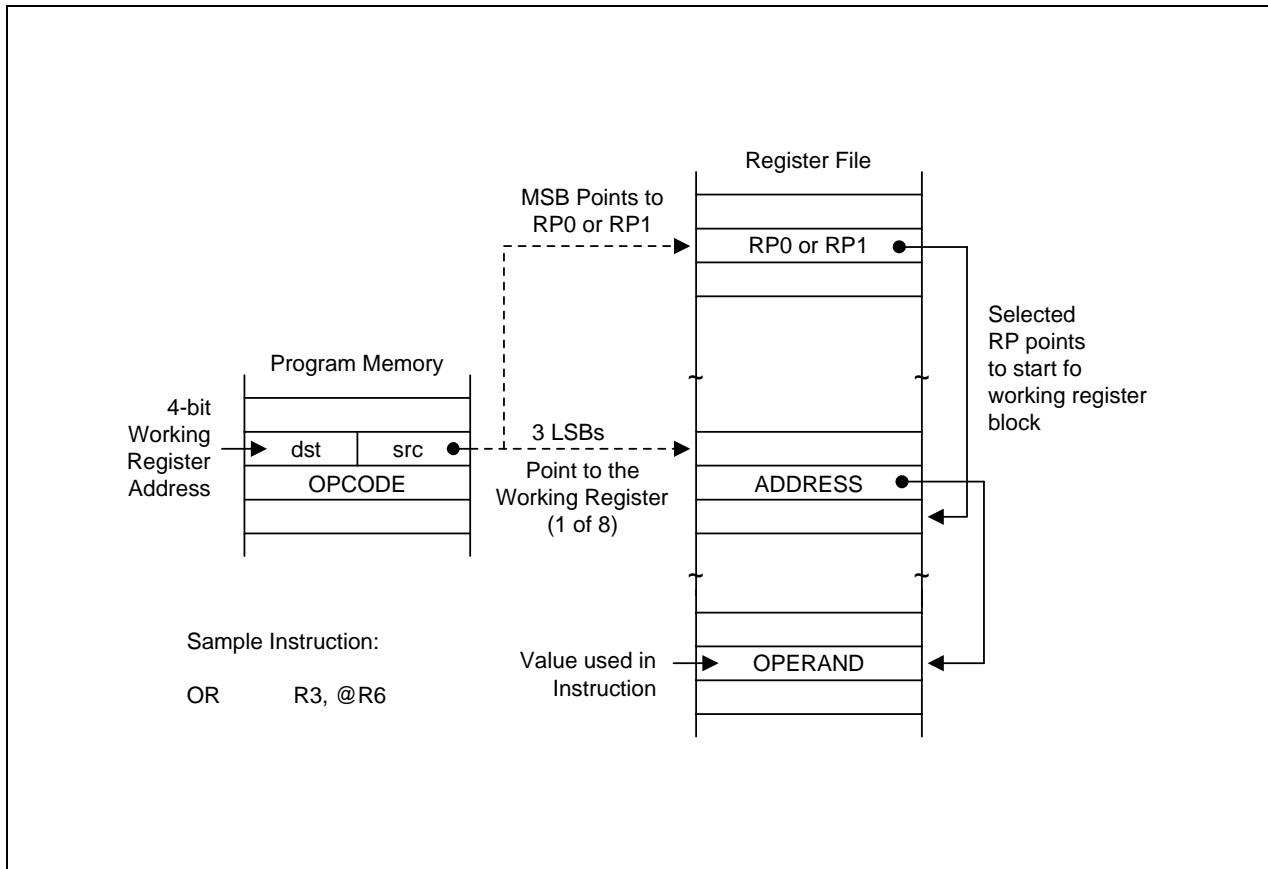 Register File
MSB Points to
RP0 or RP1
RP0 or RP1
Selected
RP points
to start fo
working register
block
Program Memory
4-bit
Working
Register
Address
dst
src
OPCODE
3 LSBs
Point to the
Working Register
(1 of 8)
ADDRESS
~
~
~
~
Sample Instruction:
OR R3, @R6
Value used in
Instruction
OPERAND